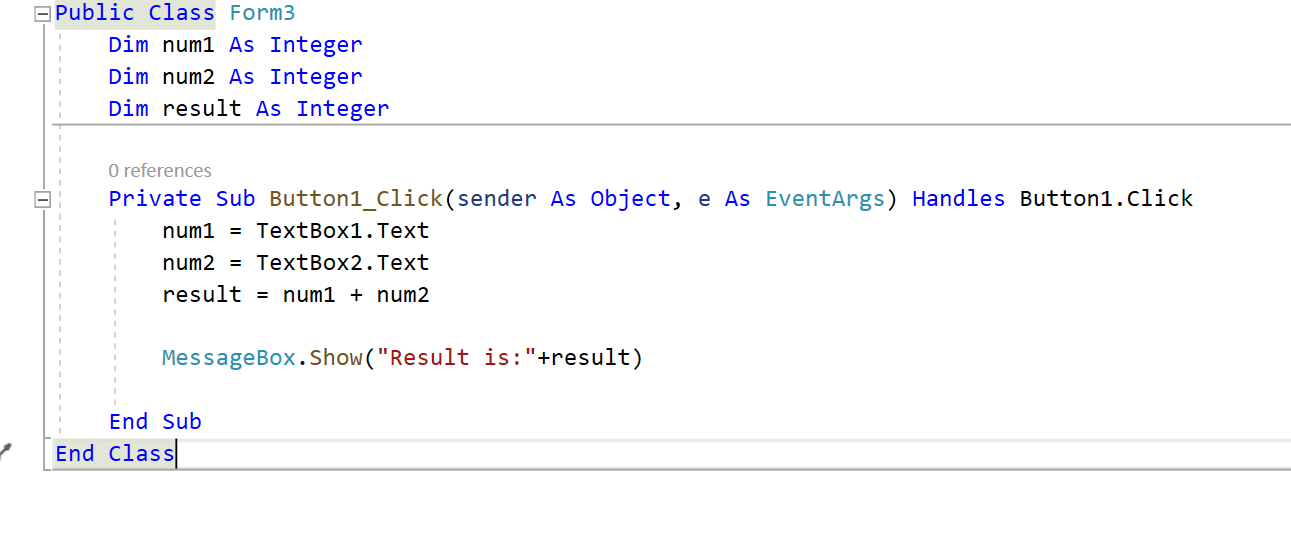 Public Class Form3
Dim num1 As Integer
Dim num2 As Integer
Dim result As Integer
0 references
Private Sub Button1_Click(sender As Object, e As EventArgs) Handles Button1.Click
num1 = TextBox1.Text
num2 = TextBox2.Text
result = num1 + num2
MessageBox.Show("Result is:"+result)
End Sub
End Class